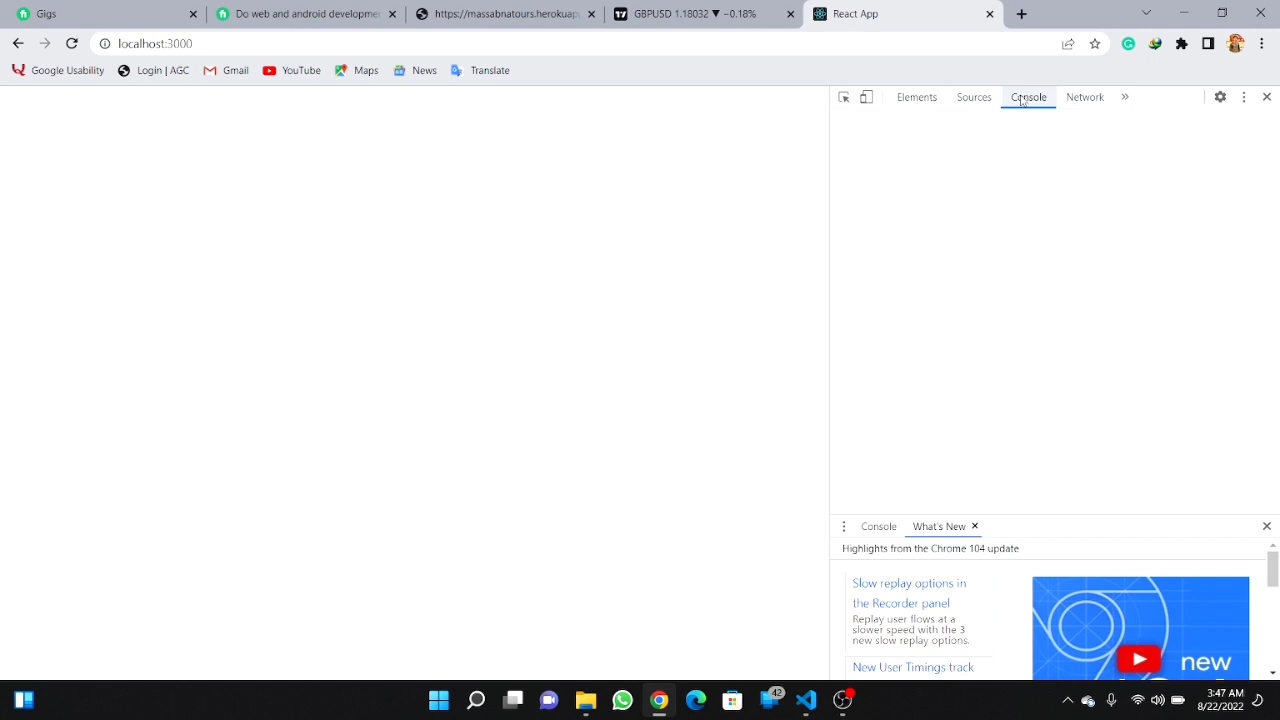 Gigs
Do web and android developme
https://massabnatours.herokuap
GBPUSD 1.18032 ▼ −0.18%
React App
localhost:3000
Google Usability
Login | AGC
Gmail
YouTube
Maps
News
Translate
Elements
Sources
Console
Network
Console
What's New
Highlights from the Chrome 104 update
Slow replay options in
the Recorder panel
Replay user flows at a
slower speed with the 3
new slow replay options.
New User Timings track
new
42
3:47 AM
8/22/2022